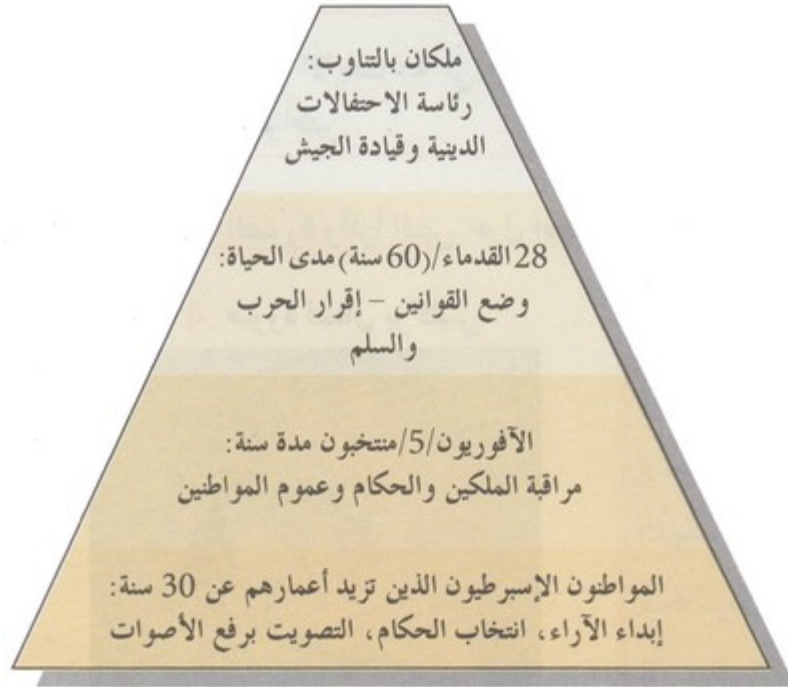 ملكان بالتناوب:
رئاسة الاحتفالات
الدينية وقيادة الجيش
28 القدماء/(60 سنة) مدى الحياة:
وضع القوانين – إقرار الحرب
والسلم
الآفوريون/5/منتخبون مدة سنة:
مراقبة الملكين والحكام وعموم المواطنين
المواطنون الإسبرطيون الذين تزيد أعمارهم عن 30 سنة:
إبداء الآراء، انتخاب الحكام، التصويت برفع الأصوات